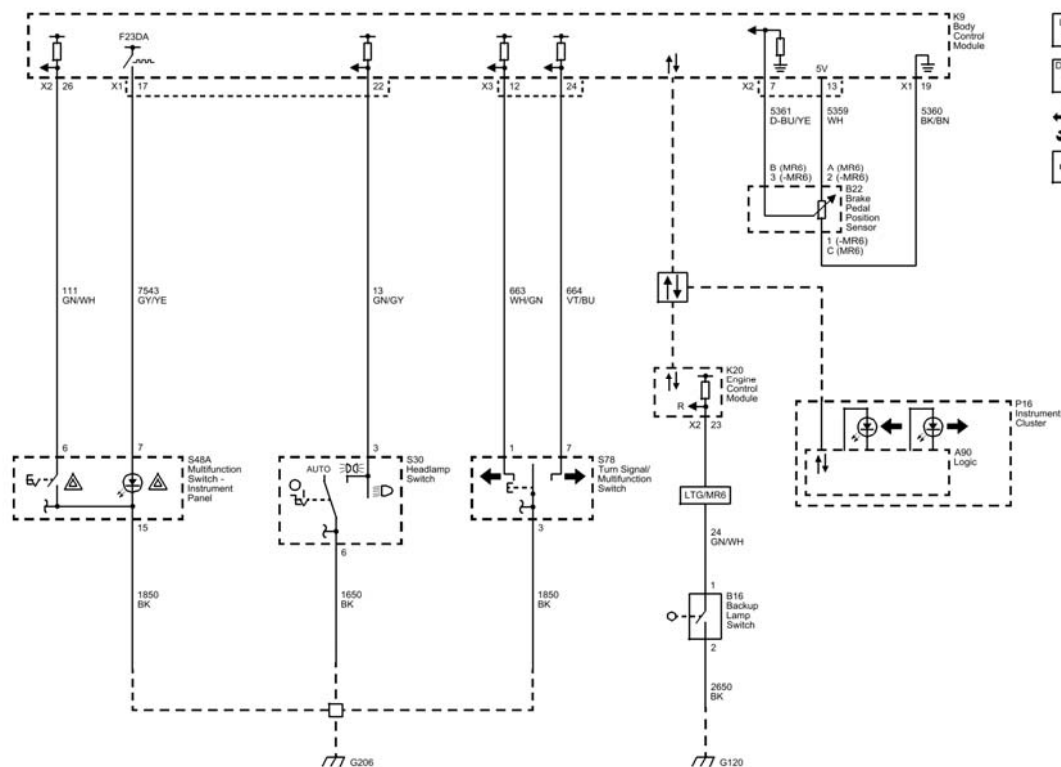 K9
Body
Control
Module
F23DA
5V
X2 26
X1 17
22
X3 12
24
X2 7
13
X1 19
5361
D-BU/YE
5359
WH
5360
BK/BN
B (MR6)
3 (-MR6)
A (MR6)
2 (-MR6)
B22
Brake
Pedal
Position
Sensor
1 (-MR6)
C (MR6)
111
GN/WH
7543
GY/YE
13
GN/GY
663
WH/GN
664
VT/BU
K20
Engine
Control
Module
R
X2 23
P16
Instrument
Cluster
A90
Logic
6
7
S48A
Multifunction
Switch -
Instrument
Panel
15
3
S30
Headlamp
Switch
AUTO
6
1
7
S78
Turn Signal/
Multifunction
Switch
3
LTG/MR6
24
GN/WH
1
B16
Backup
Lamp
Switch
2
1850
BK
1650
BK
1850
BK
2650
BK
G206
G120